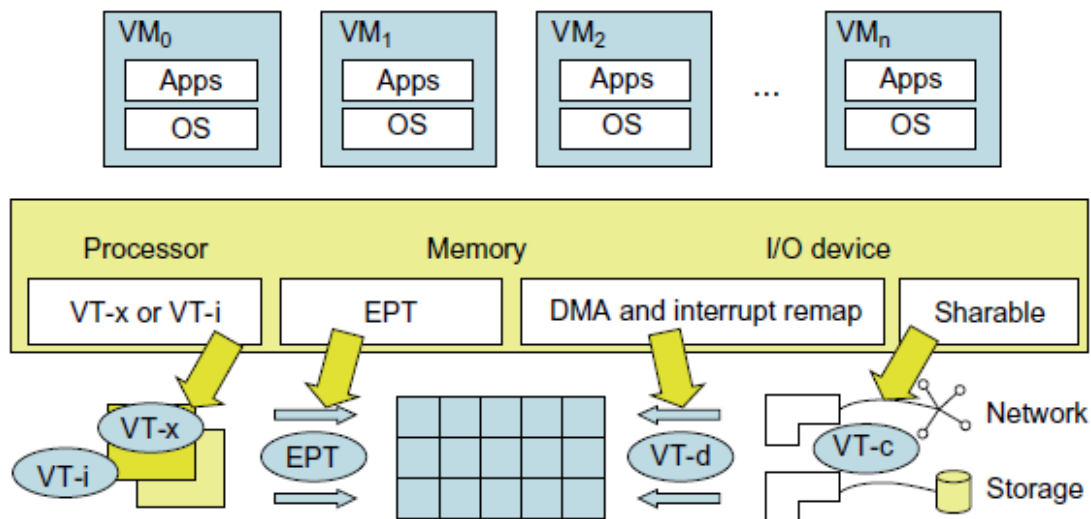 VM0 VM1 VM2 VMn
Apps Apps Apps ... Apps
OS OS OS OS
Processor Memory I/O device
VT-x or VT-i EPT DMA and interrupt remap Sharable
VT-x EPT VT-d VT-c Network
VT-i Storage